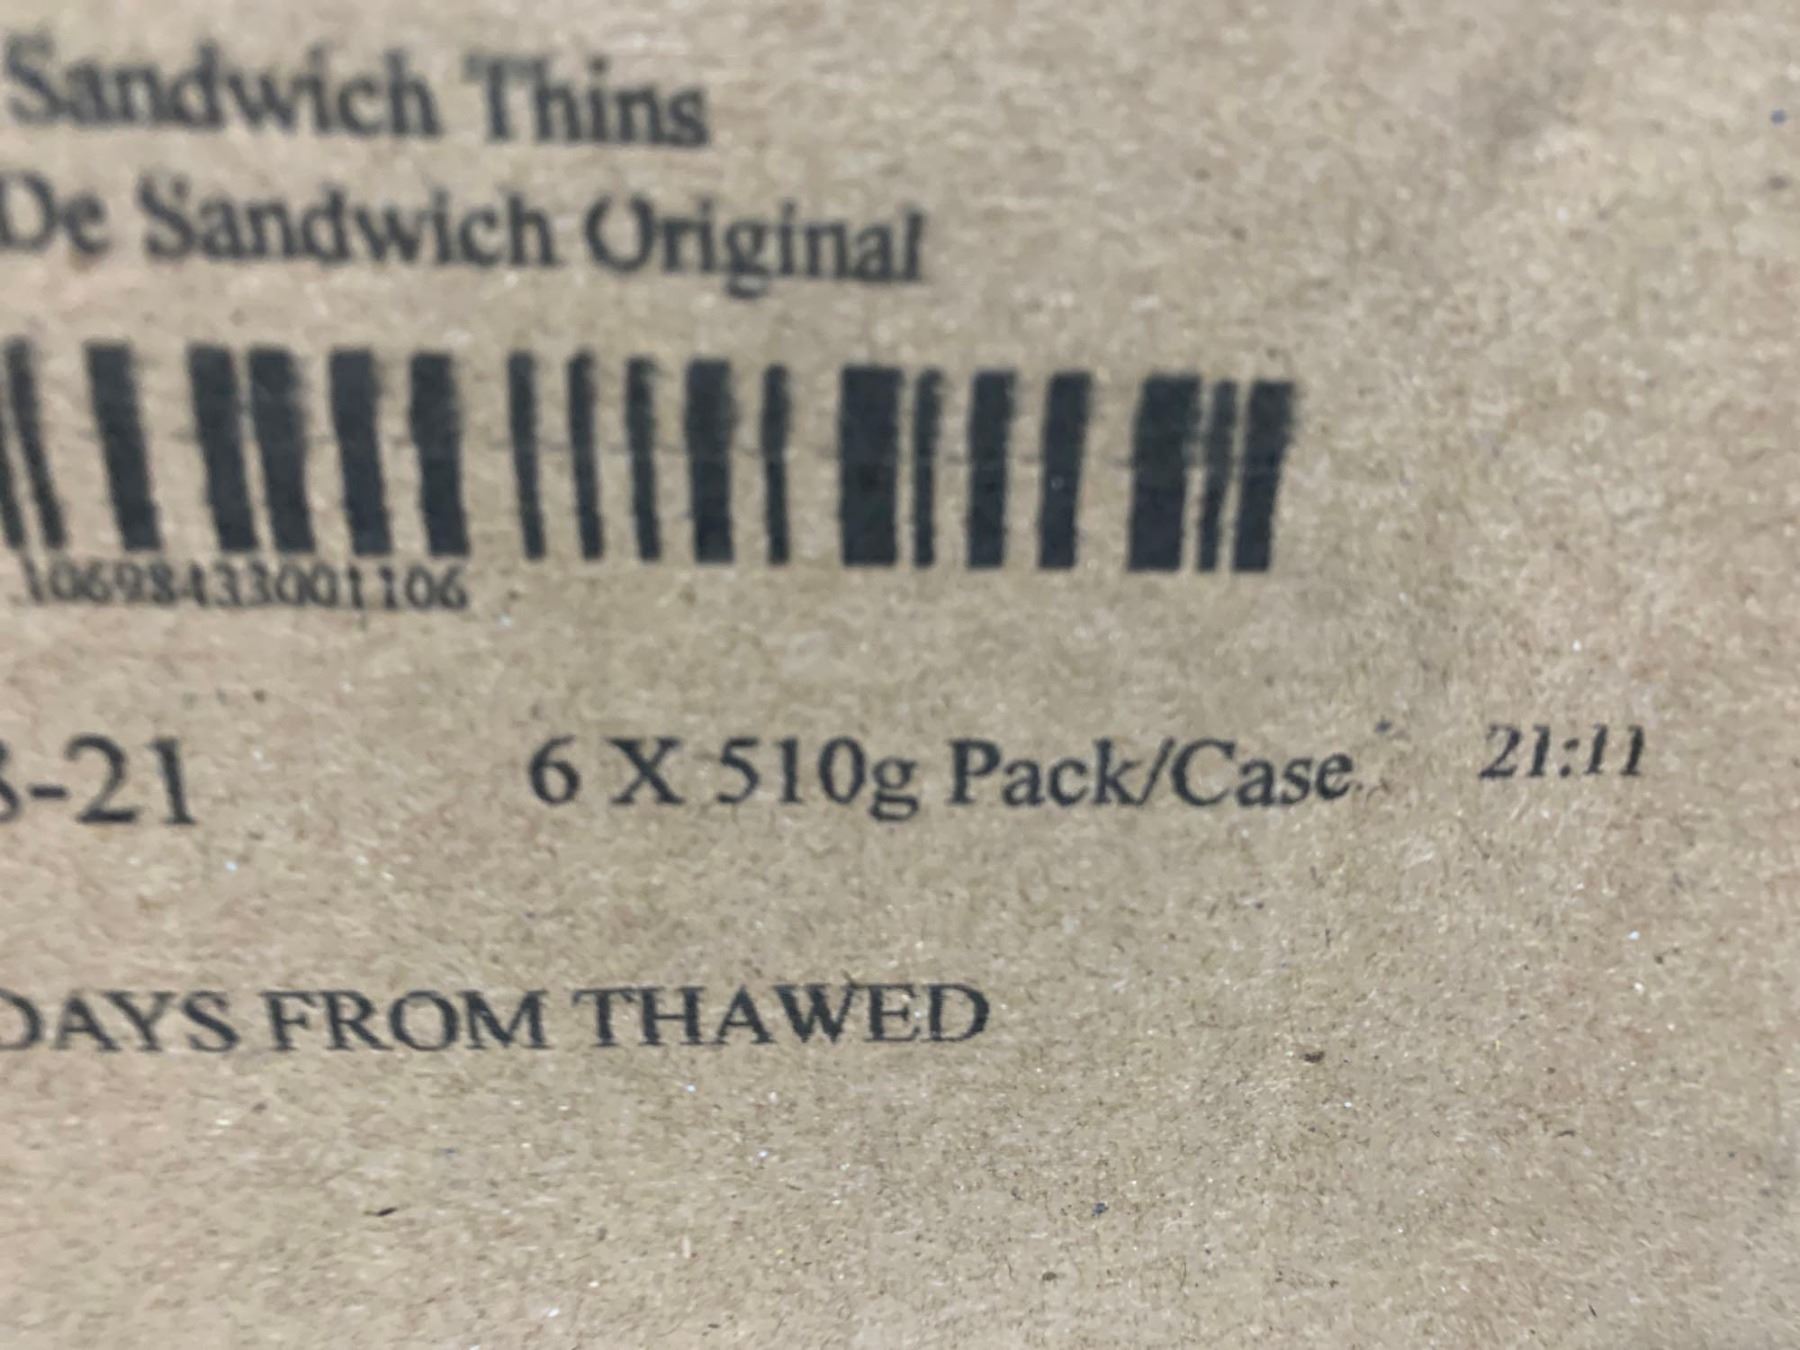 Sandwich Thins
De Sandwich Original
10698433001106
-21 6 X 510g Pack/Case 21:11
DAYS FROM THAWED